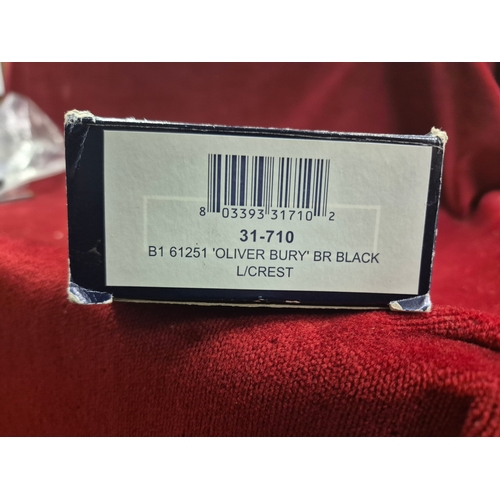 8 03393 31710 2
31-710
B1 61251 'OLIVER BURY' BR BLACK
L/CREST